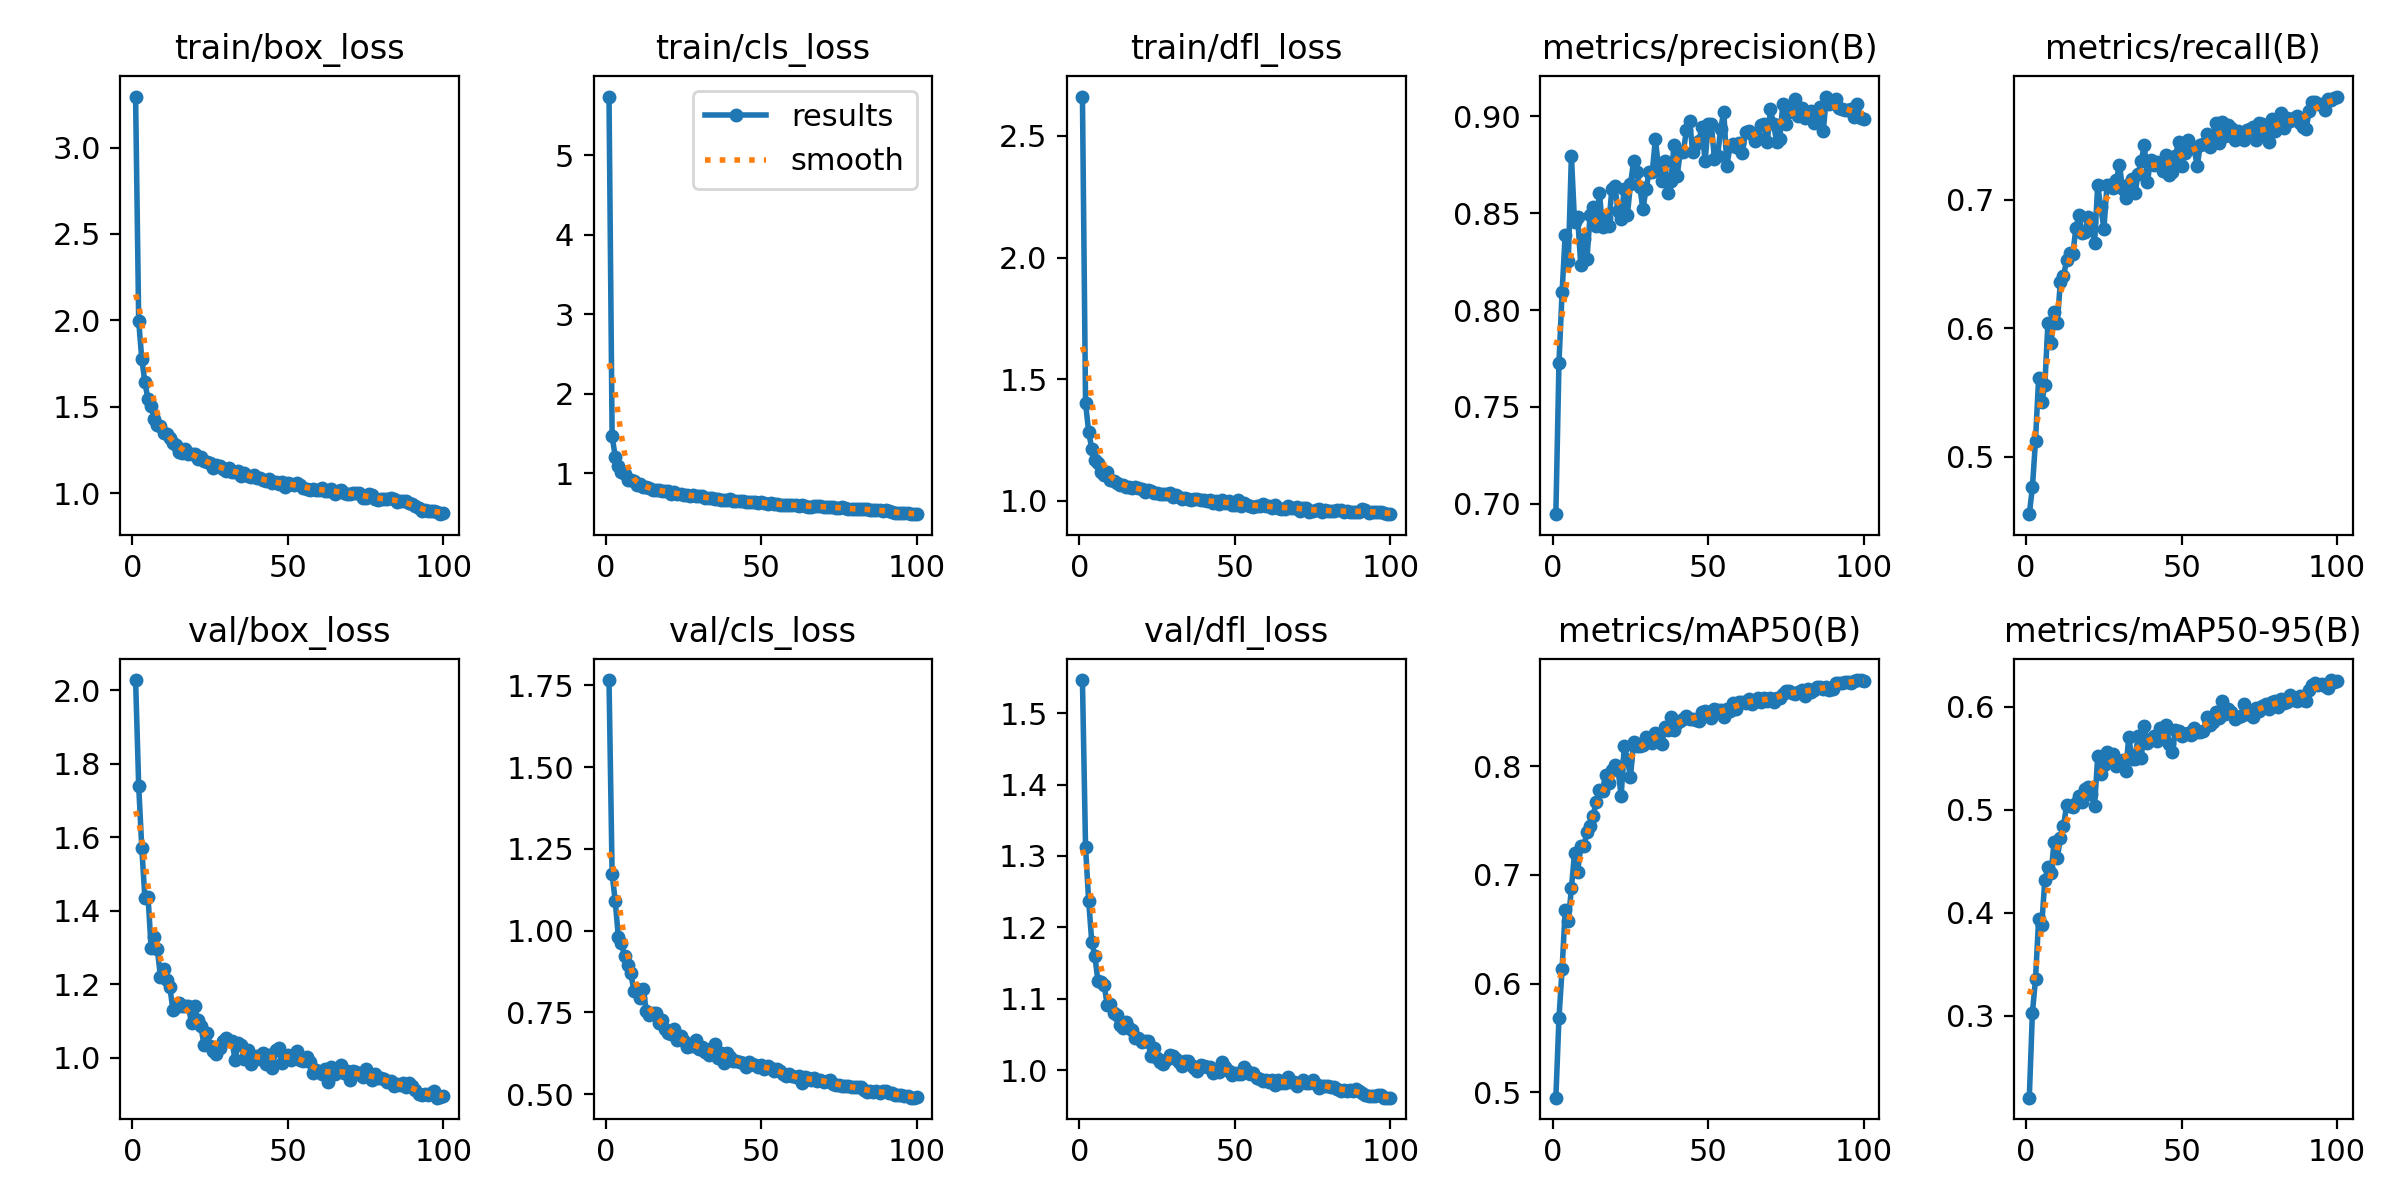 train/box_loss
3.0
2.5
2.0
1.5
1.0
0 50 100
train/cls_loss
results
smooth
5
4
3
2
1
0 50 100
train/dfl_loss
2.5
2.0
1.5
1.0
0 50 100
metrics/precision(B)
0.90
0.85
0.80
0.75
0.70
0 50 100
metrics/recall(B)
0.7
0.6
0.5
0 50 100
val/box_loss
2.0
1.8
1.6
1.4
1.2
1.0
0 50 100
val/cls_loss
1.75
1.50
1.25
1.00
0.75
0.50
0 50 100
val/dfl_loss
1.5
1.4
1.3
1.2
1.1
1.0
0 50 100
metrics/mAP50(B)
0.8
0.7
0.6
0.5
0 50 100
metrics/mAP50-95(B)
0.6
0.5
0.4
0.3
0 50 100